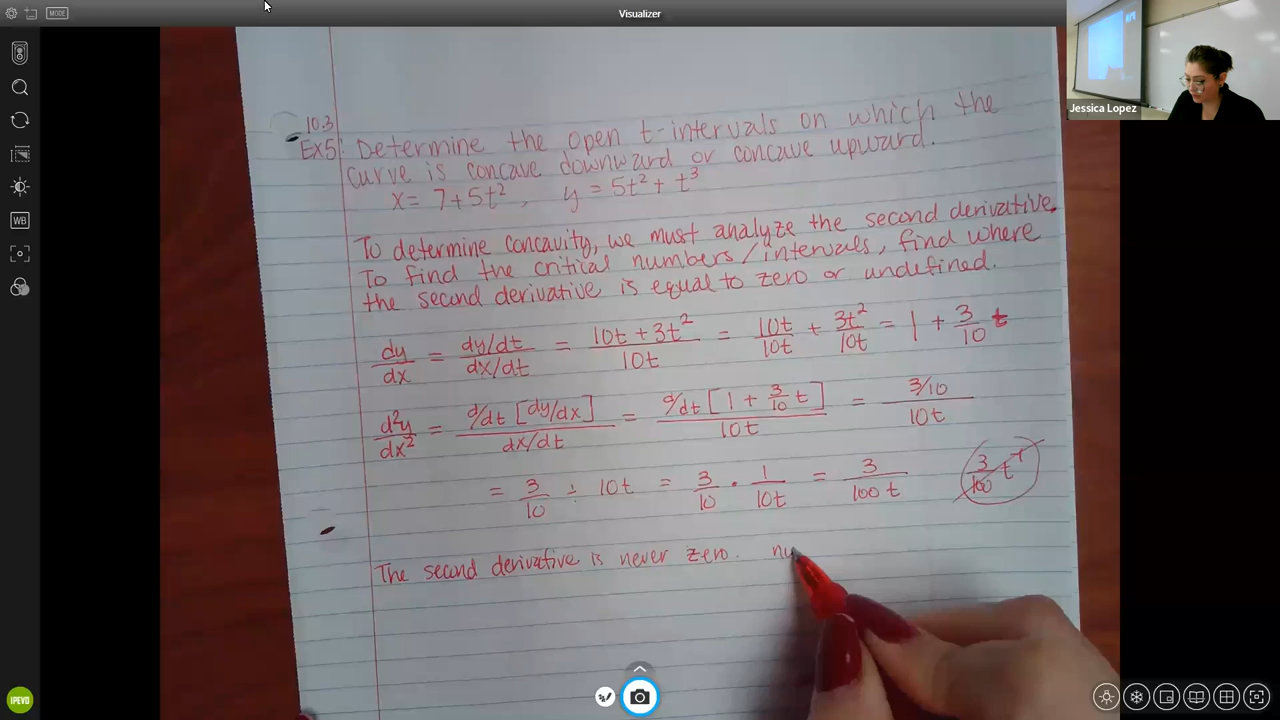 MODE
Visualizer
Jessica Lopez
10.3
Ex5: Determine the open t-intervals on which the
curve is concave downward or concave upward.
x = 7+5t², y = 5t² + t³
To determine concavity, we must analyze the second derivative.
To find the critical numbers/intervals, find where
the second derivative is equal to zero or undefined.
dy/dx = (dy/dt)/(dx/dt) = (10t + 3t²)/(10t) = 10t/10t + 3t²/10t = 1 + 3/10 t
d²y/dx² = (d/dt [dy/dx])/(dx/dt) = (d/dt [1 + 3/10 t])/(10t) = (3/10)/(10t)
= 3/10 ÷ 10t = 3/10 · 1/10t = 3/(100t)
The second derivative is never zero. nu
WB
IPEVO